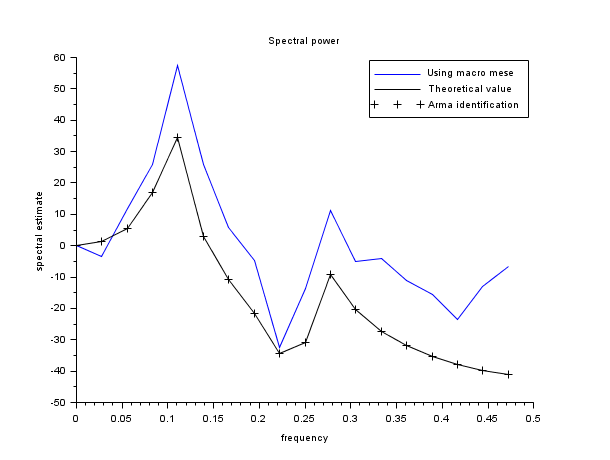 Spectral power
Using macro mese
Theoretical value
Arma identification
spectral estimate
60
50
40
30
20
10
0
-10
-20
-30
-40
-50
0 0.05 0.1 0.15 0.2 0.25 0.3 0.35 0.4 0.45 0.5
frequency